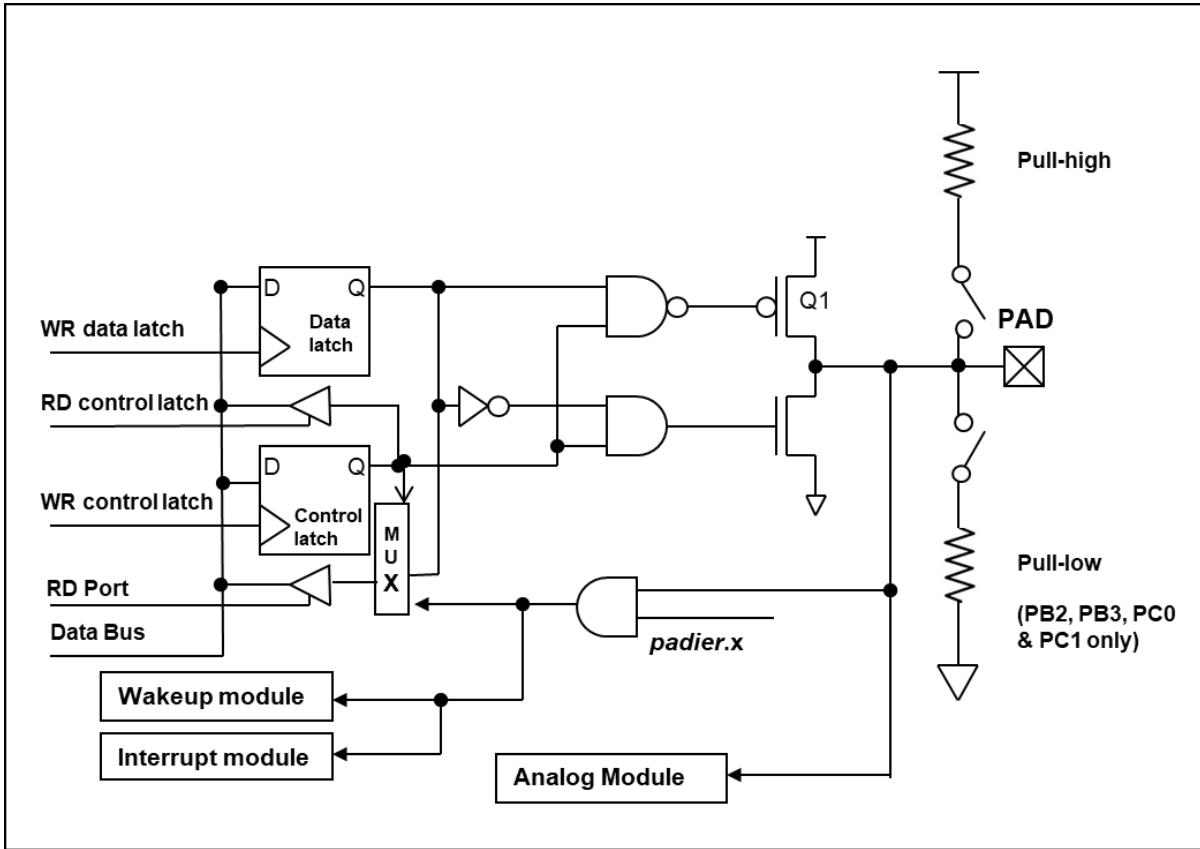 Pull-high
D
Q
Q1
WR data latch
Data
latch
PAD
RD control latch
D
Q
WR control latch
Control
latch
M
U
X
RD Port
Pull-low
Data Bus
padier.x
(PB2, PB3, PC0
& PC1 only)
Wakeup module
Interrupt module
Analog Module